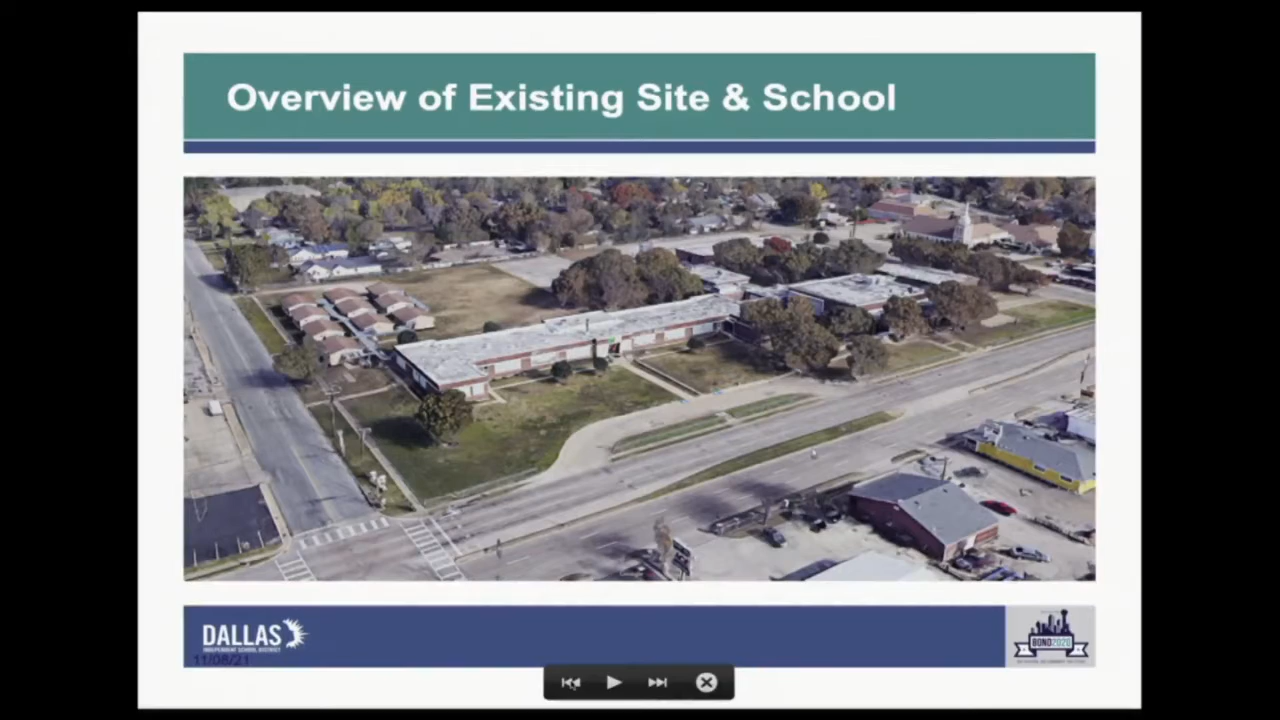 Overview of Existing Site & School
DALLAS
INDEPENDENT SCHOOL DISTRICT
11/08/21
BOND2020